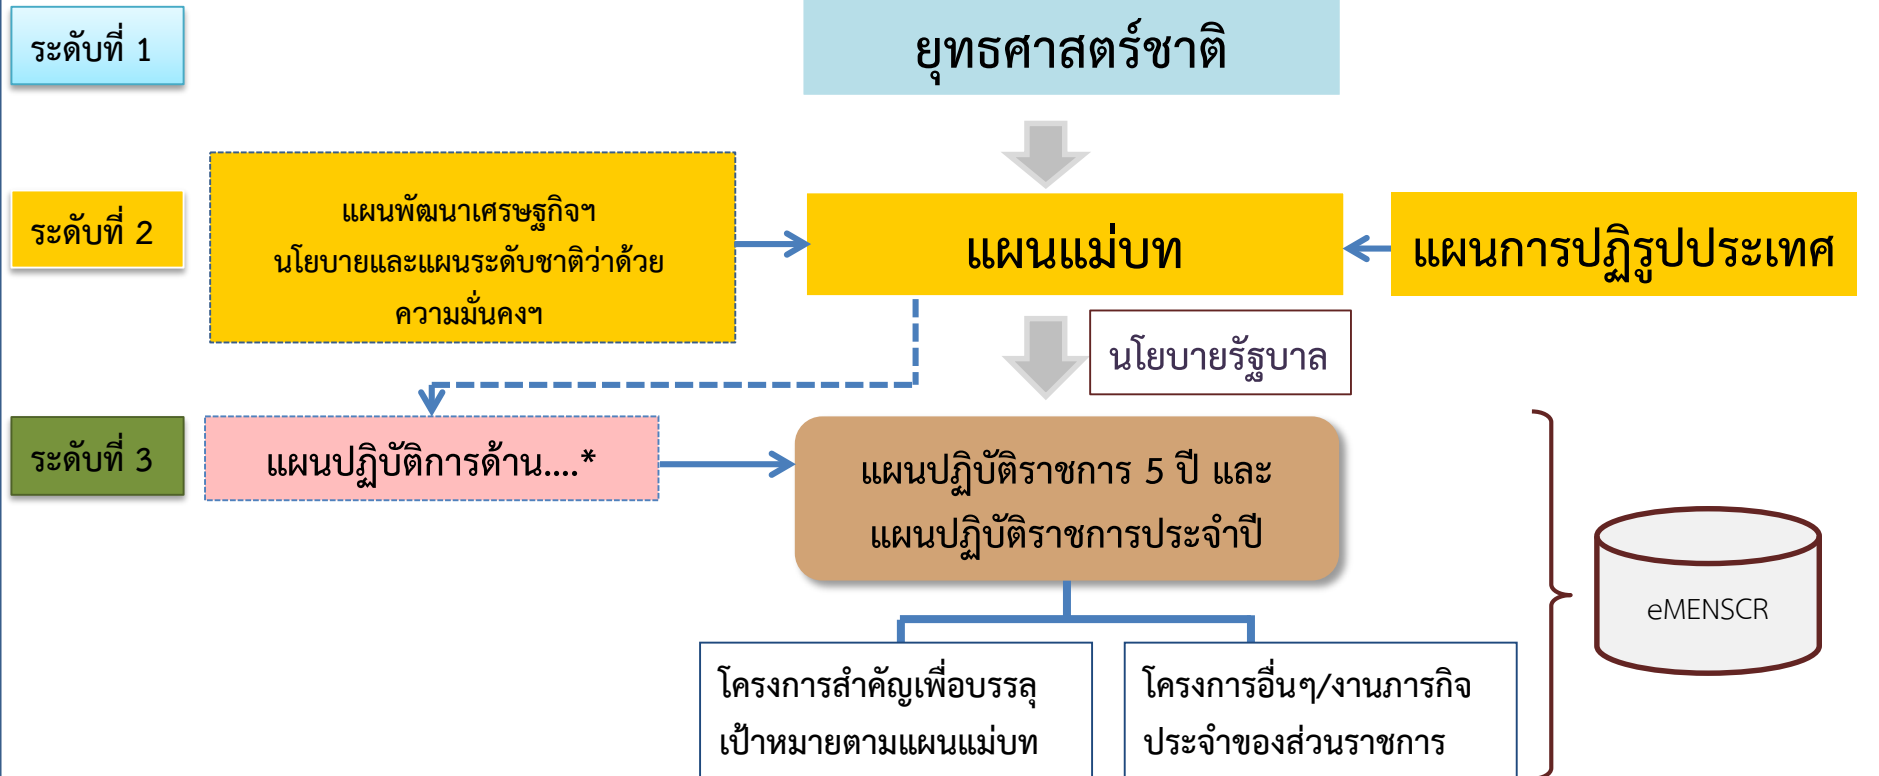 ระดับที่ 1
ยุทธศาสตร์ชาติ
ระดับที่ 2
แผนพัฒนาเศรษฐกิจฯ
นโยบายและแผนระดับชาติว่าด้วย
ความมั่นคงฯ
แผนแม่บท
แผนการปฏิรูปประเทศ
นโยบายรัฐบาล
ระดับที่ 3
แผนปฏิบัติการด้าน....*
แผนปฏิบัติราชการ 5 ปี และ
แผนปฏิบัติราชการประจำปี
eMENSCR
โครงการสำคัญเพื่อบรรลุ
เป้าหมายตามแผนแม่บท
โครงการอื่นๆ/งานภารกิจ
ประจำของส่วนราชการ